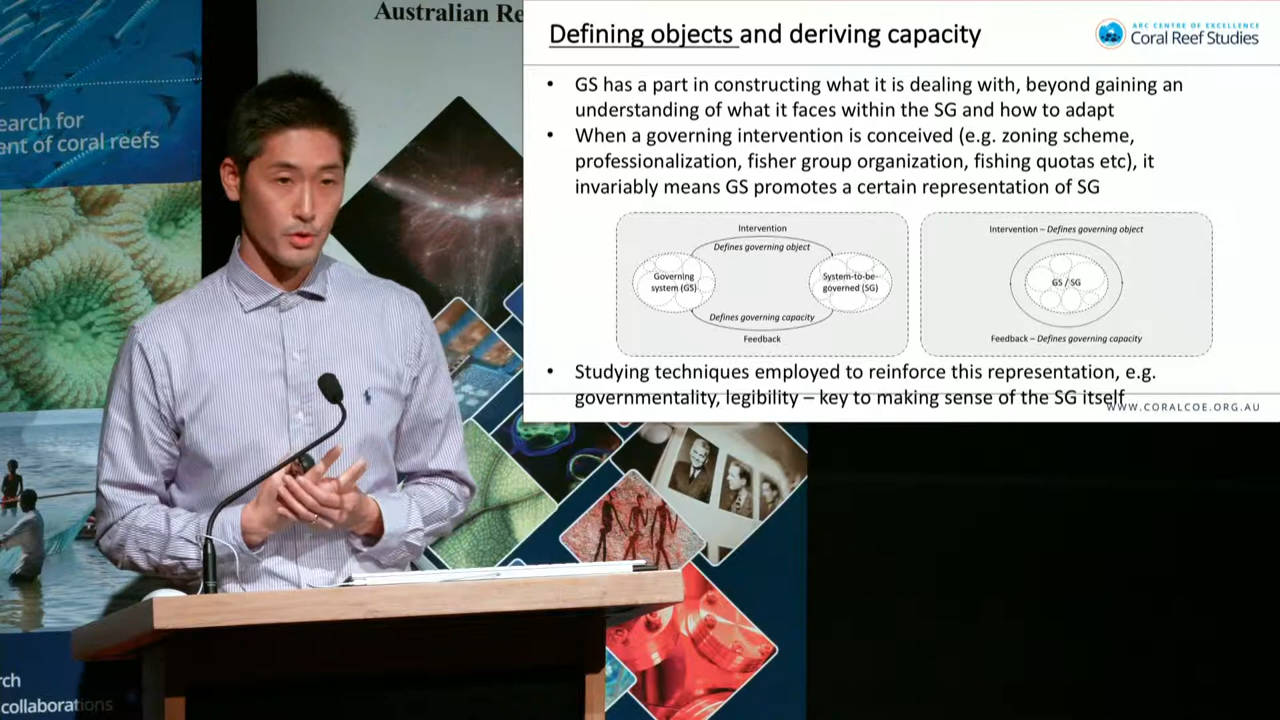 Australian Re
earch for
ent of coral reefs
rch
collaborations
Defining objects and deriving capacity
ARC CENTRE OF EXCELLENCE
Coral Reef Studies
• GS has a part in constructing what it is dealing with, beyond gaining an
understanding of what it faces within the SG and how to adapt
• When a governing intervention is conceived (e.g. zoning scheme,
professionalization, fisher group organization, fishing quotas etc), it
invariably means GS promotes a certain representation of SG
Intervention
Defines governing object
Governing
system (GS)
System-to-be-
governed (SG)
Defines governing capacity
Feedback
Intervention – Defines governing object
GS / SG
Feedback – Defines governing capacity
• Studying techniques employed to reinforce this representation, e.g.
governmentality, legibility – key to making sense of the SG itself
WWW.CORALCOE.ORG.AU